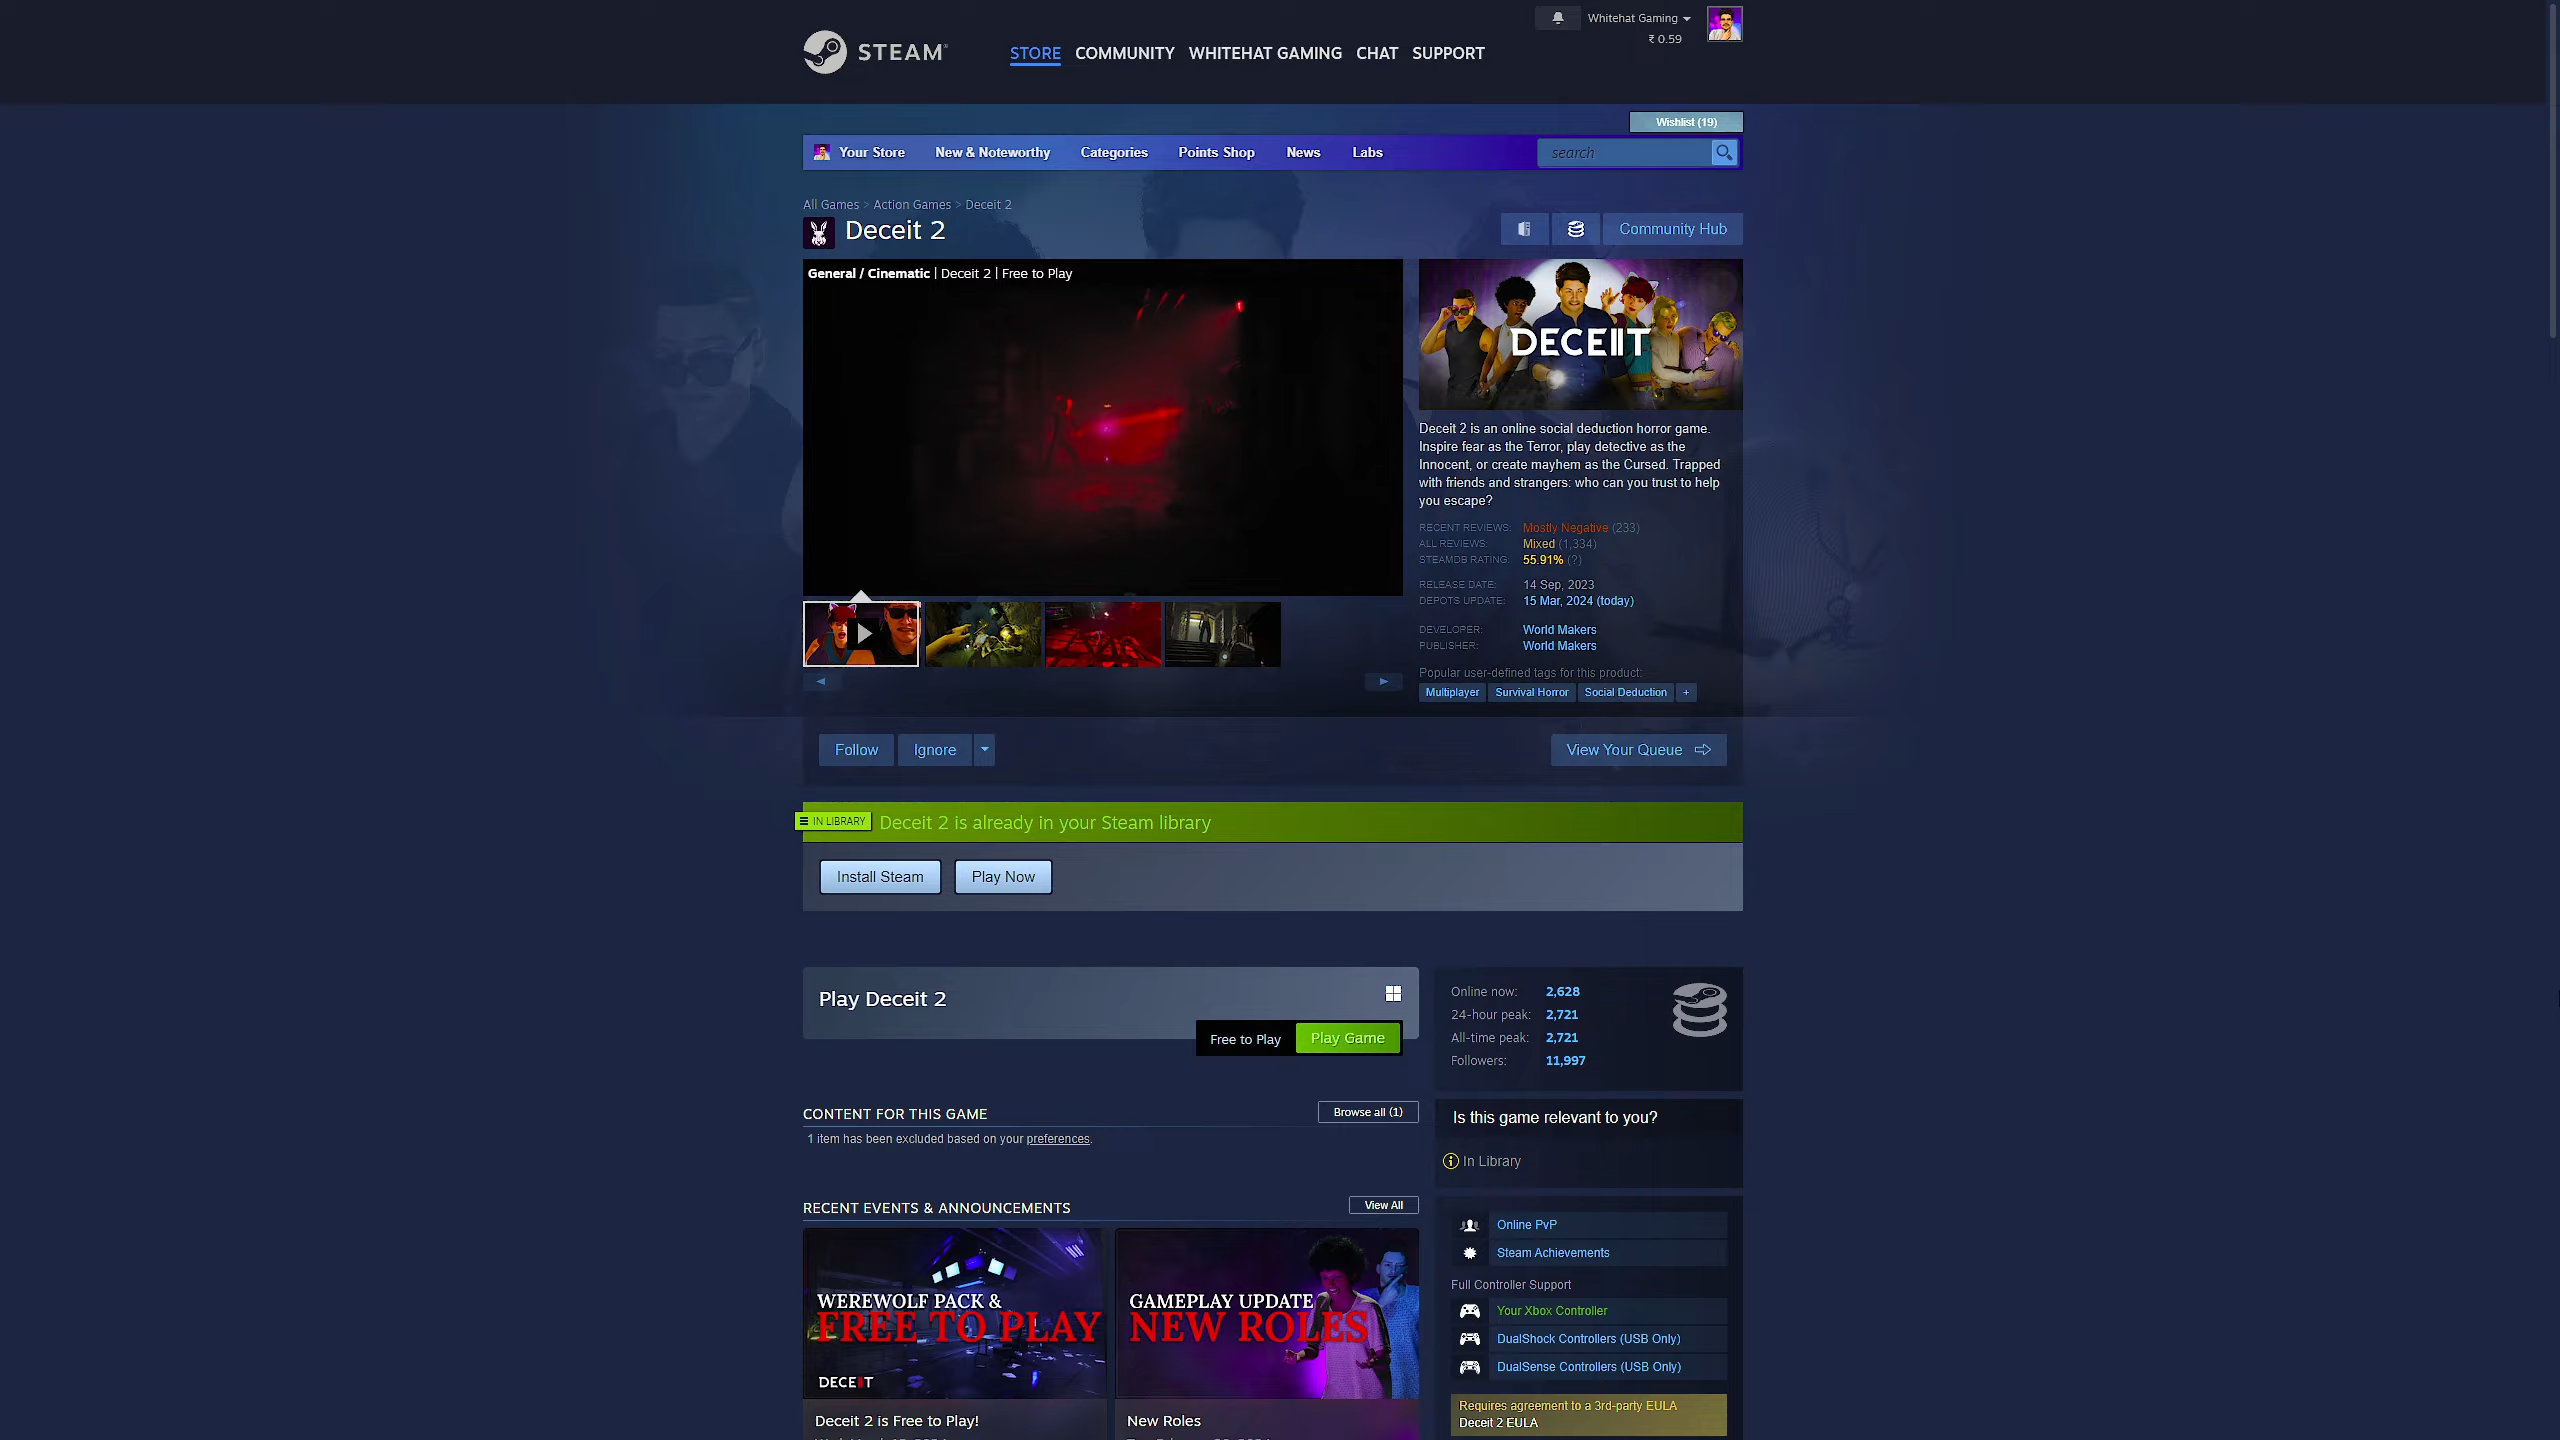 Whitehat Gaming
₹ 0.59
STEAM®
STORE COMMUNITY WHITEHAT GAMING CHAT SUPPORT
Wishlist (19)
Your Store New & Noteworthy Categories Points Shop News Labs search
All Games > Action Games > Deceit 2
Deceit 2
Community Hub
General / Cinematic | Deceit 2 | Free to Play
DECEIIT
Deceit 2 is an online social deduction horror game.
Inspire fear as the Terror, play detective as the
Innocent, or create mayhem as the Cursed. Trapped
with friends and strangers: who can you trust to help
you escape?
RECENT REVIEWS: Mostly Negative (233)
ALL REVIEWS: Mixed (1,334)
STEAMDB RATING: 55.91% (?)
RELEASE DATE: 14 Sep, 2023
DEPOTS UPDATE: 15 Mar, 2024 (today)
DEVELOPER: World Makers
PUBLISHER: World Makers
Popular user-defined tags for this product:
Multiplayer Survival Horror Social Deduction +
Follow Ignore
View Your Queue
IN LIBRARY Deceit 2 is already in your Steam library
Install Steam Play Now
Play Deceit 2
Free to Play Play Game
Online now: 2,628
24-hour peak: 2,721
All-time peak: 2,721
Followers: 11,997
CONTENT FOR THIS GAME Browse all (1)
1 item has been excluded based on your preferences.
Is this game relevant to you?
In Library
RECENT EVENTS & ANNOUNCEMENTS View All
WEREWOLF PACK &
FREE TO PLAY
DECEIIT
Deceit 2 is Free to Play!
GAMEPLAY UPDATE
NEW ROLES
New Roles
Online PvP
Steam Achievements
Full Controller Support
Your Xbox Controller
DualShock Controllers (USB Only)
DualSense Controllers (USB Only)
Requires agreement to a 3rd-party EULA
Deceit 2 EULA